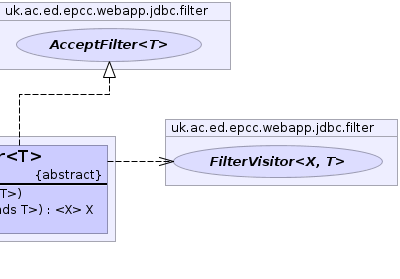 uk.ac.ed.epcc.webapp.jdbc.filter
AcceptFilter<T>
uk.ac.ed.epcc.webapp.jdbc.filter
FilterVisitor<X, T>
r<T>
{abstract}
T>)
ds T>) : <X> X